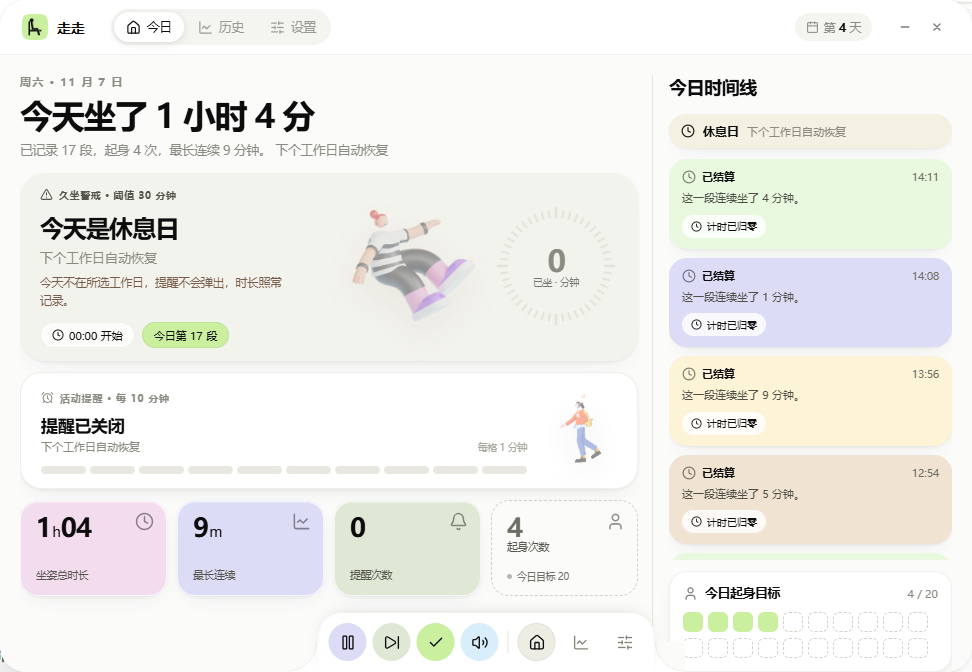 走走
今日
历史
设置
第 4 天
周六 • 11 月 7 日
今天坐了 1 小时 4 分
已记录 17 段，起身 4 次，最长连续 9 分钟。 下个工作日自动恢复
久坐警戒 • 阈值 30 分钟
今天是休息日
下个工作日自动恢复
今天不在所选工作日，提醒不会弹出，时长照常
记录。
00:00 开始
今日第 17 段
0
已坐 · 分钟
活动提醒 • 每 10 分钟
提醒已关闭
下个工作日自动恢复
每格 1 分钟
1h04
坐姿总时长
9m
最长连续
0
提醒次数
4
起身次数
今日目标 20
今日时间线
休息日 下个工作日自动恢复
已结算 14:11
这一段连续坐了 4 分钟。
计时已归零
已结算 14:08
这一段连续坐了 1 分钟。
计时已归零
已结算 13:56
这一段连续坐了 9 分钟。
计时已归零
已结算 12:54
这一段连续坐了 5 分钟。
计时已归零
今日起身目标 4 / 20